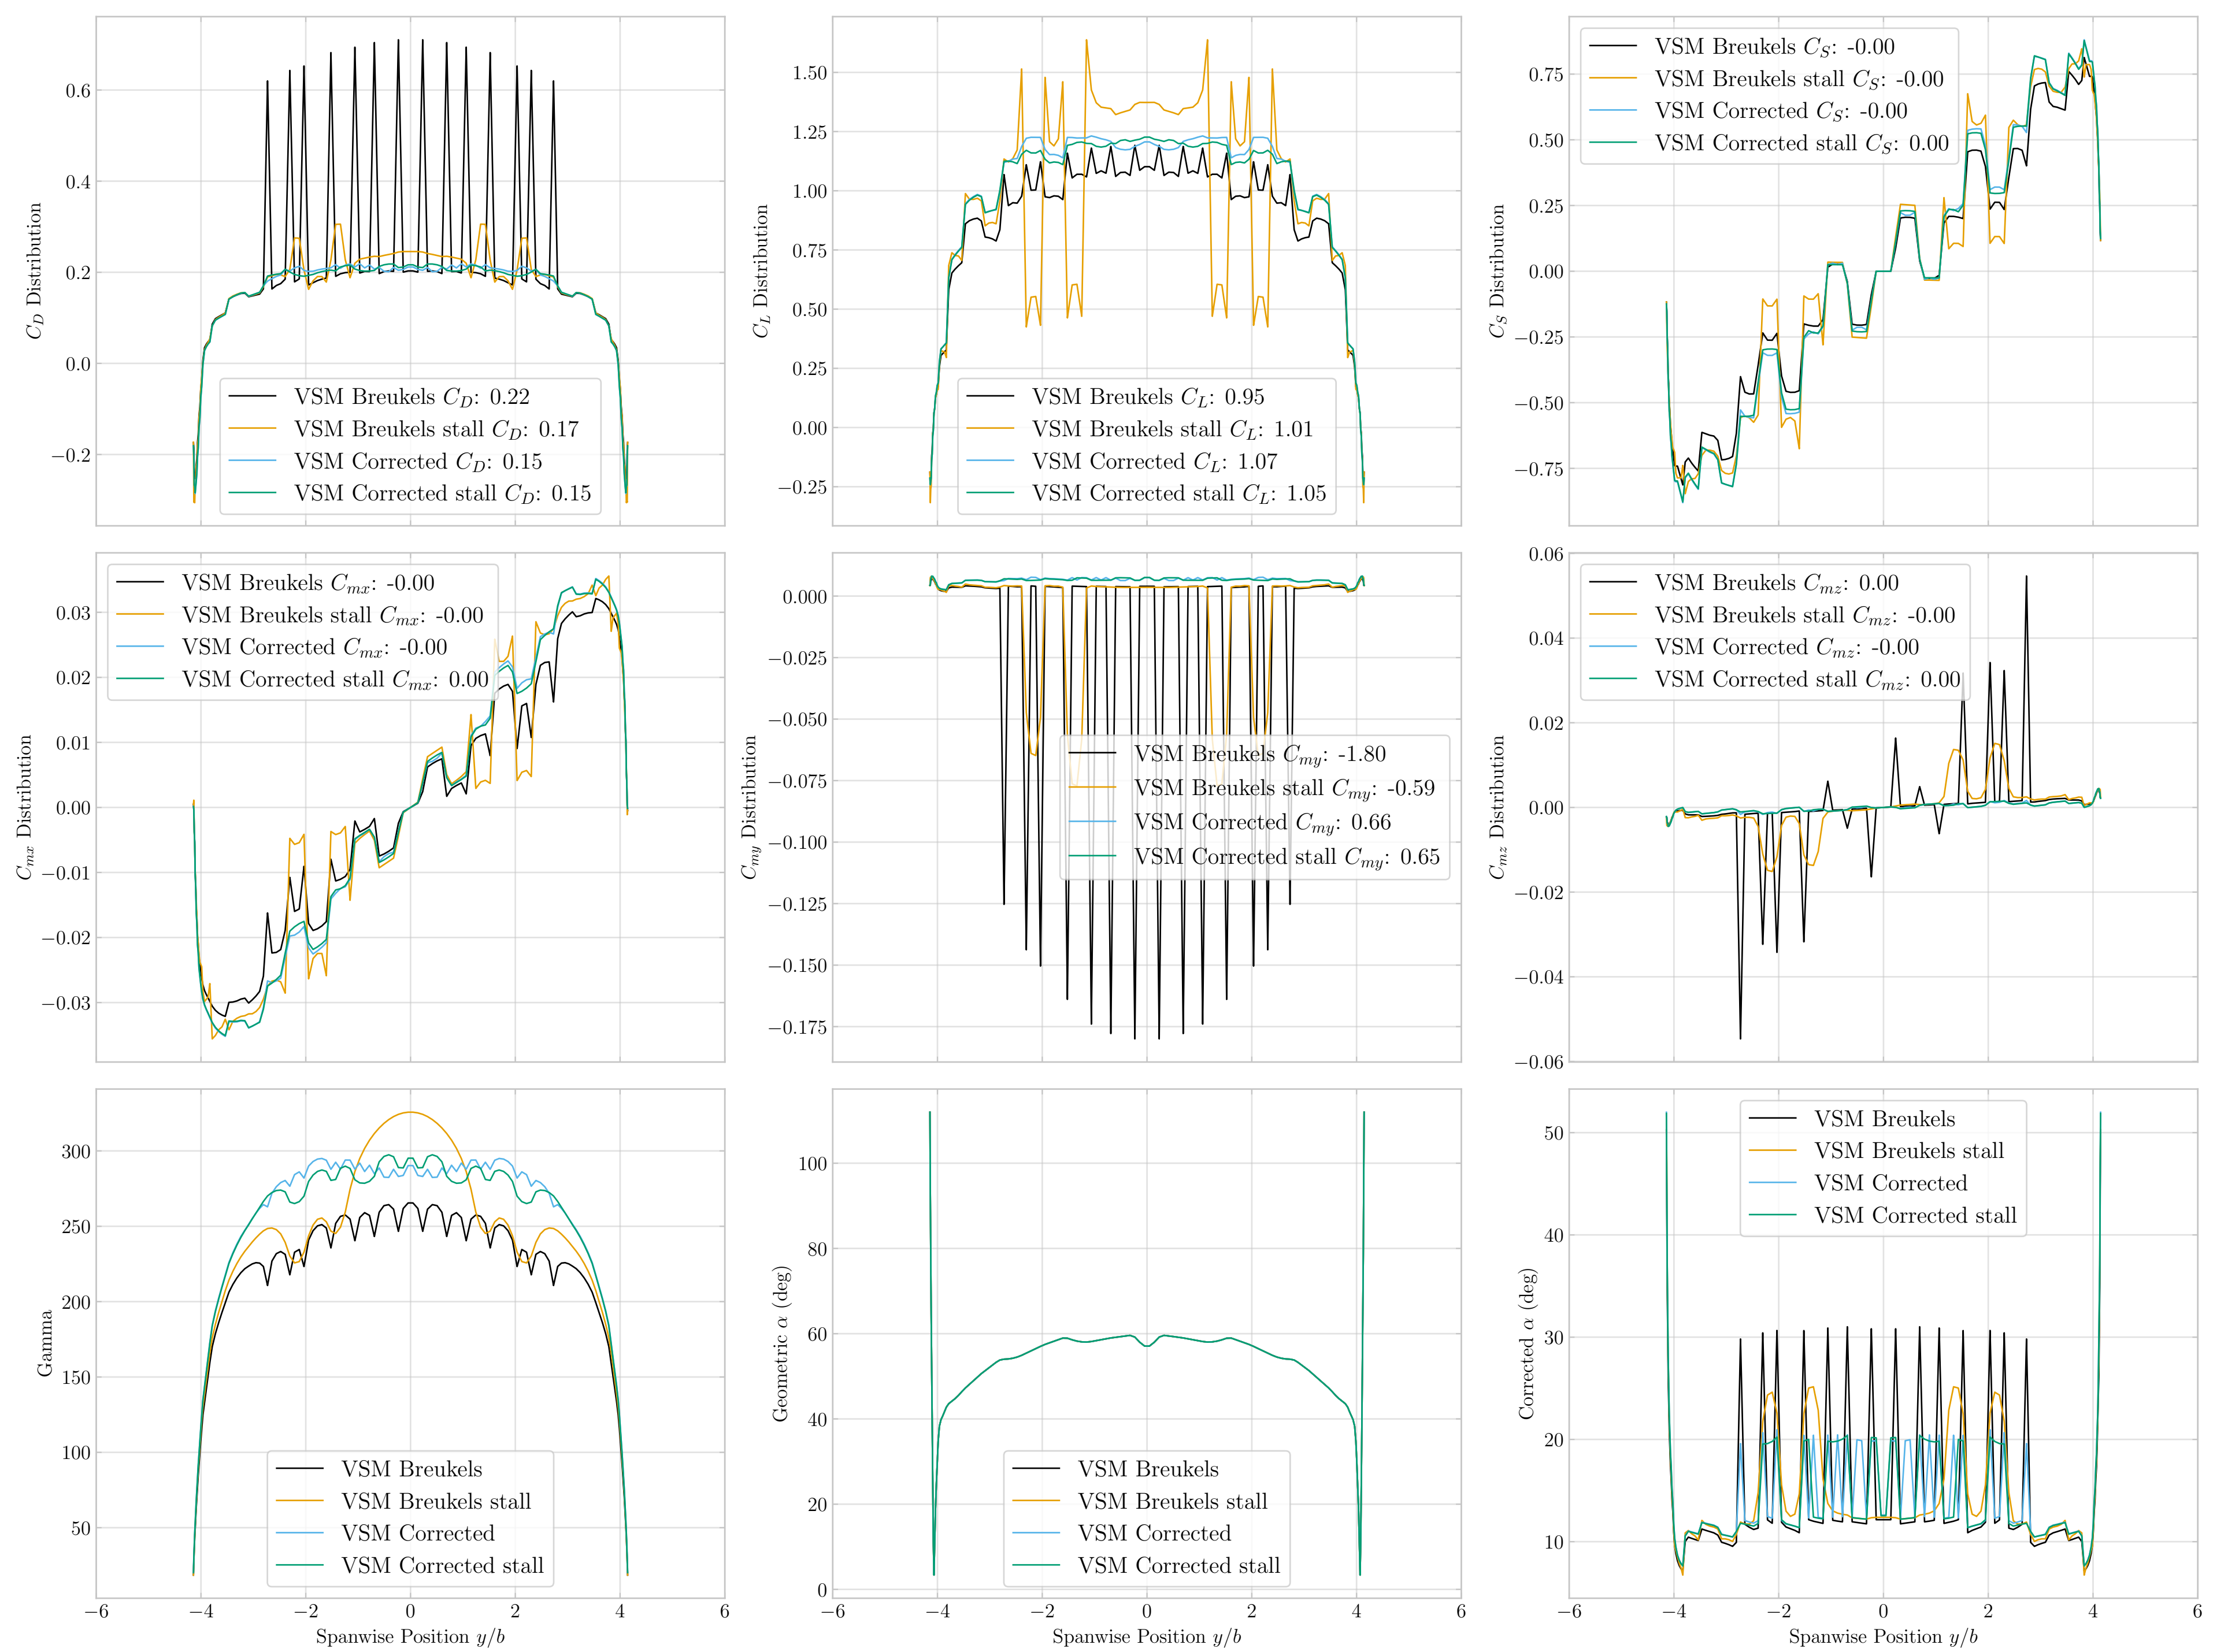 0.6
0.4
0.2
0.0
−0.2
C_D Distribution
VSM Breukels C_D: 0.22
VSM Breukels stall C_D: 0.17
VSM Corrected C_D: 0.15
VSM Corrected stall C_D: 0.15
1.50
1.25
1.00
0.75
0.50
0.25
0.00
−0.25
C_L Distribution
VSM Breukels C_L: 0.95
VSM Breukels stall C_L: 1.01
VSM Corrected C_L: 1.07
VSM Corrected stall C_L: 1.05
0.75
0.50
0.25
0.00
−0.25
−0.50
−0.75
C_S Distribution
VSM Breukels C_S: -0.00
VSM Breukels stall C_S: -0.00
VSM Corrected C_S: -0.00
VSM Corrected stall C_S: 0.00
0.03
0.02
0.01
0.00
−0.01
−0.02
−0.03
C_mx Distribution
VSM Breukels C_mx: -0.00
VSM Breukels stall C_mx: -0.00
VSM Corrected C_mx: -0.00
VSM Corrected stall C_mx: 0.00
0.000
−0.025
−0.050
−0.075
−0.100
−0.125
−0.150
−0.175
C_my Distribution
VSM Breukels C_my: -1.80
VSM Breukels stall C_my: -0.59
VSM Corrected C_my: 0.66
VSM Corrected stall C_my: 0.65
0.06
0.04
0.02
0.00
−0.02
−0.04
−0.06
C_mz Distribution
VSM Breukels C_mz: 0.00
VSM Breukels stall C_mz: -0.00
VSM Corrected C_mz: -0.00
VSM Corrected stall C_mz: 0.00
300
250
200
150
100
50
Gamma
VSM Breukels
VSM Breukels stall
VSM Corrected
VSM Corrected stall
−6 −4 −2 0 2 4 6
Spanwise Position y/b
100
80
60
40
20
0
Geometric α (deg)
VSM Breukels
VSM Breukels stall
VSM Corrected
VSM Corrected stall
−6 −4 −2 0 2 4 6
Spanwise Position y/b
50
40
30
20
10
Corrected α (deg)
VSM Breukels
VSM Breukels stall
VSM Corrected
VSM Corrected stall
−6 −4 −2 0 2 4 6
Spanwise Position y/b